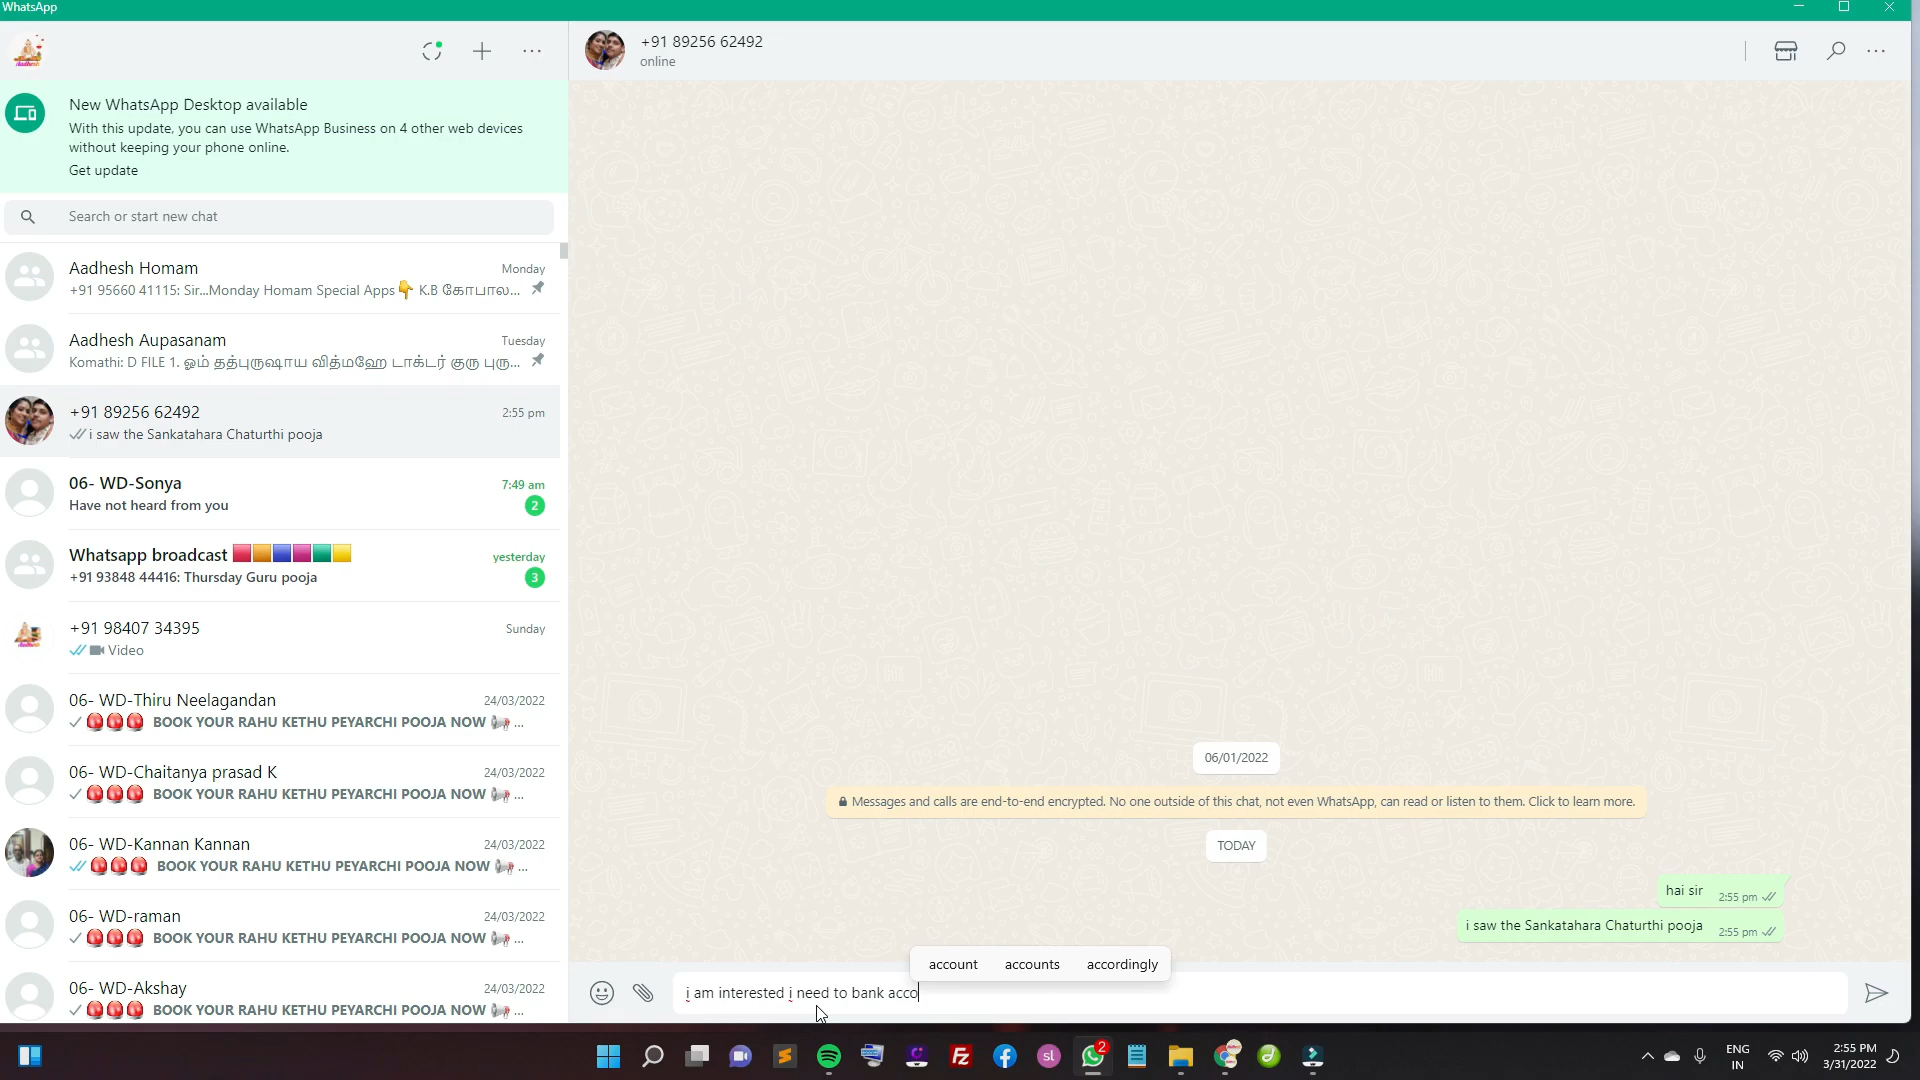 WhatsApp
+91 89256 62492
online
New WhatsApp Desktop available
With this update, you can use WhatsApp Business on 4 other web devices
without keeping your phone online.
Get update
Search or start new chat
Aadhesh Homam
Monday
+91 95660 41115: Sir...Monday Homam Special Apps👇 K.B கோபால...
Aadhesh Aupasanam
Tuesday
Komathi: D FILE 1. ஓம் தத்புருஷாய வித்மஹே டாக்டர் குரு புரு...
+91 89256 62492
2:55 pm
i saw the Sankatahara Chaturthi pooja
06- WD-Sonya
7:49 am
Have not heard from you
2
Whatsapp broadcast 🟥🟧🟦🟪🟩🟨
yesterday
+91 93848 44416: Thursday Guru pooja
3
+91 98407 34395
Sunday
Video
06- WD-Thiru Neelagandan
24/03/2022
🚨🚨🚨 BOOK YOUR RAHU KETHU PEYARCHI POOJA NOW 📢 ...
06- WD-Chaitanya prasad K
24/03/2022
🚨🚨🚨 BOOK YOUR RAHU KETHU PEYARCHI POOJA NOW 📢 ...
06- WD-Kannan Kannan
24/03/2022
🚨🚨🚨 BOOK YOUR RAHU KETHU PEYARCHI POOJA NOW 📢 ...
06- WD-raman
24/03/2022
🚨🚨🚨 BOOK YOUR RAHU KETHU PEYARCHI POOJA NOW 📢 ...
06- WD-Akshay
24/03/2022
🚨🚨🚨 BOOK YOUR RAHU KETHU PEYARCHI POOJA NOW 📢 ...
06/01/2022
Messages and calls are end-to-end encrypted. No one outside of this chat, not even WhatsApp, can read or listen to them. Click to learn more.
TODAY
hai sir 2:55 pm
i saw the Sankatahara Chaturthi pooja 2:55 pm
account accounts accordingly
i am interested i need to bank acco
sl
Fz
2
ENG
IN
2:55 PM
3/31/2022